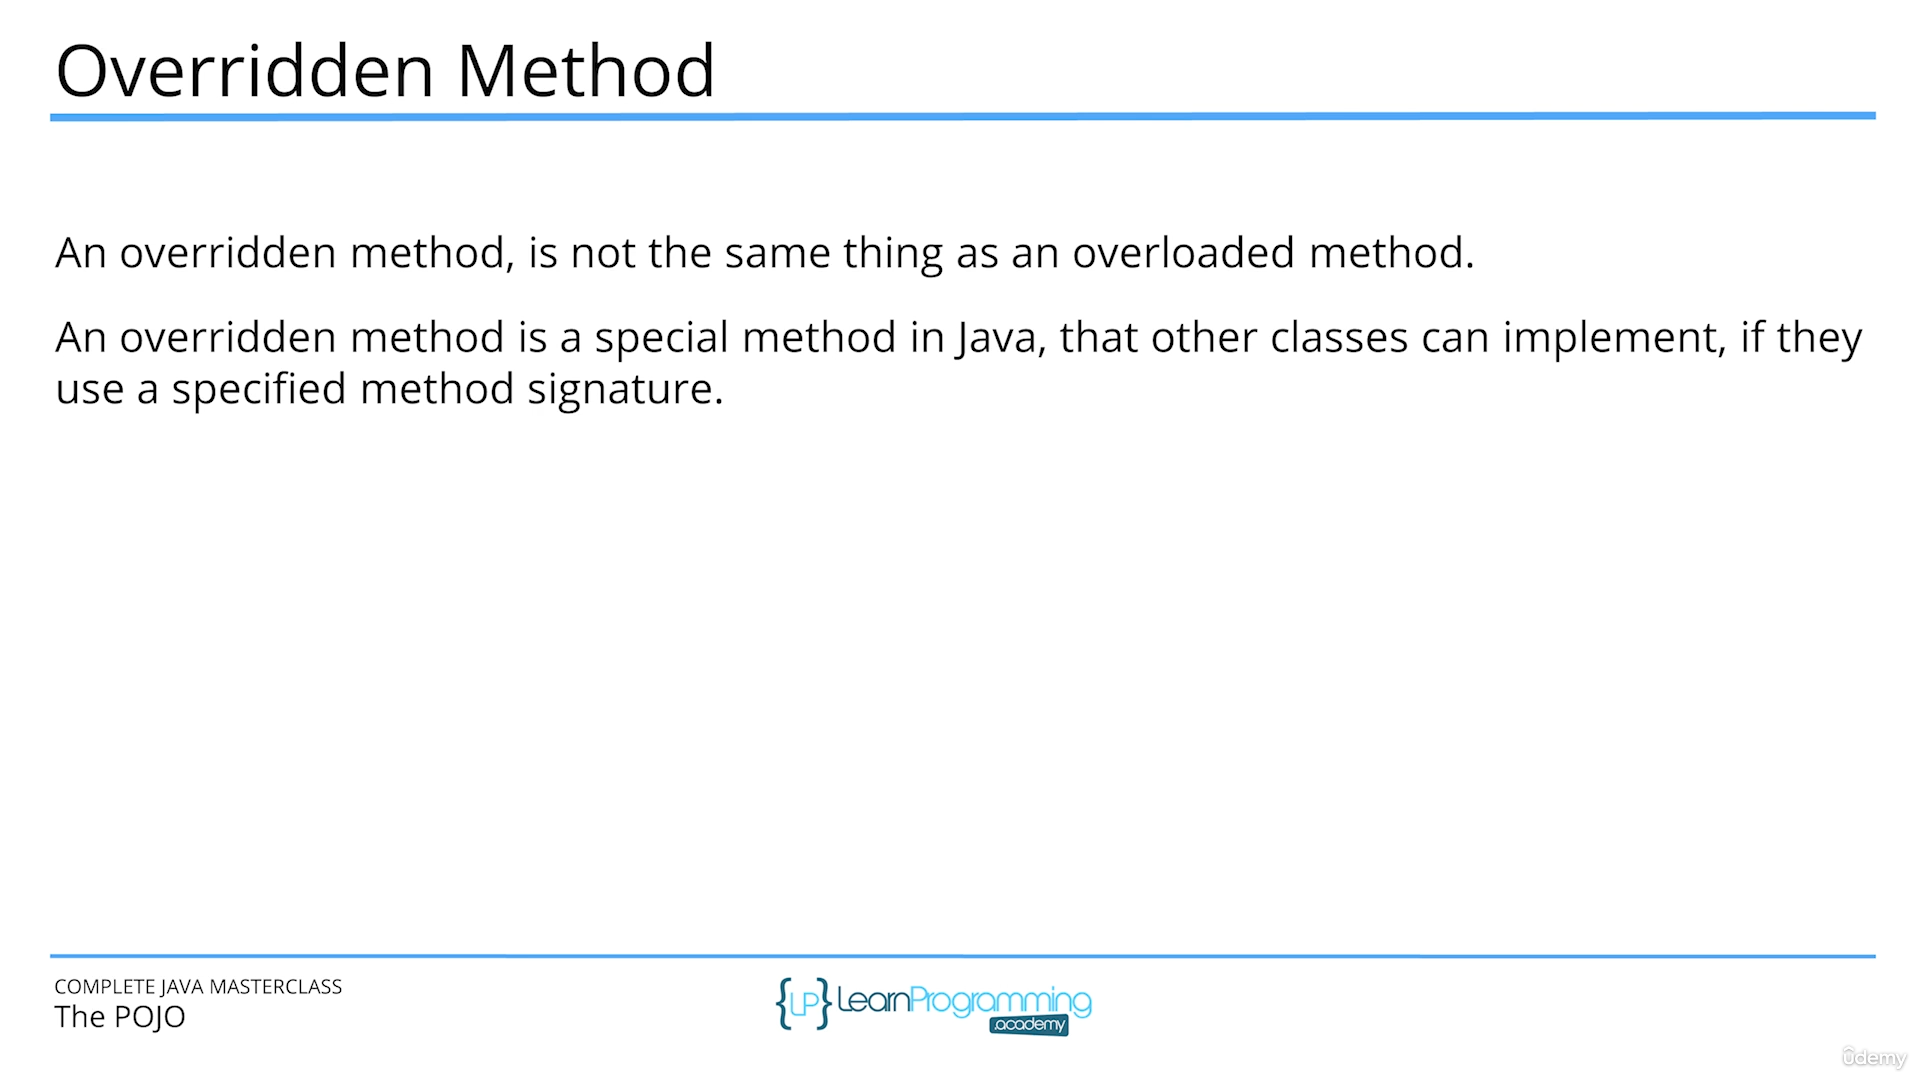 Overridden Method
An overridden method, is not the same thing as an overloaded method.
An overridden method is a special method in Java, that other classes can implement, if they
use a specified method signature.
COMPLETE JAVA MASTERCLASS
The POJO
{LP} LearnProgramming
.academy
ûdemy